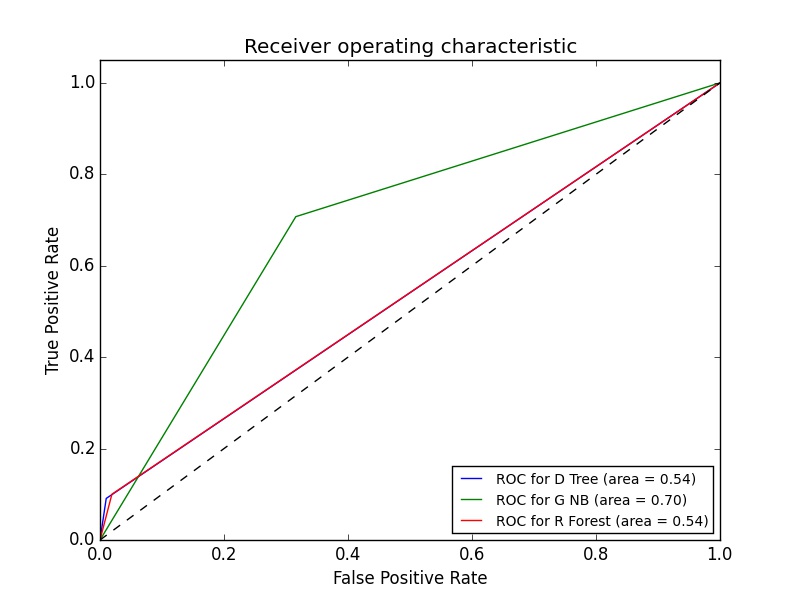 Receiver operating characteristic
1.0
0.8
0.6
0.4
0.2
0.0
True Positive Rate
ROC for D Tree (area = 0.54)
ROC for G NB (area = 0.70)
ROC for R Forest (area = 0.54)
0.0 0.2 0.4 0.6 0.8 1.0
False Positive Rate